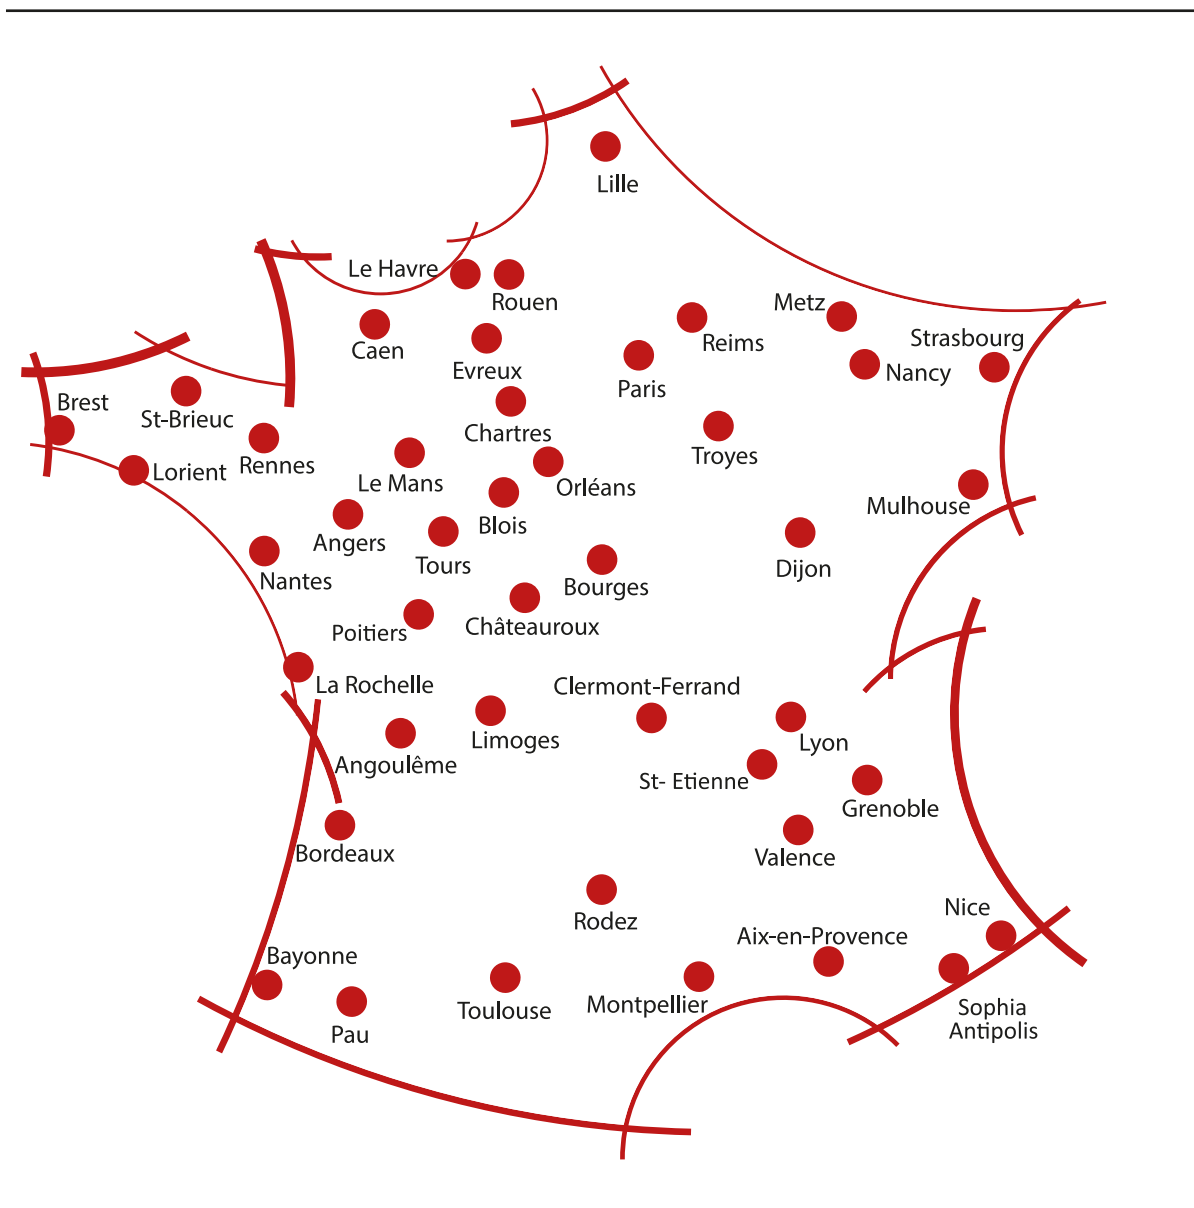 Lille
Le Havre
Rouen
Metz
Caen
Reims
Strasbourg
Evreux
Nancy
Paris
Brest
St-Brieuc
Chartres
Troyes
Rennes
Lorient
Le Mans
Orléans
Mulhouse
Blois
Angers
Tours
Dijon
Nantes
Bourges
Châteauroux
Poitiers
La Rochelle
Clermont-Ferrand
Limoges
Lyon
Angoulême
St- Etienne
Grenoble
Bordeaux
Valence
Nice
Rodez
Aix-en-Provence
Bayonne
Montpellier
Toulouse
Sophia
Antipolis
Pau